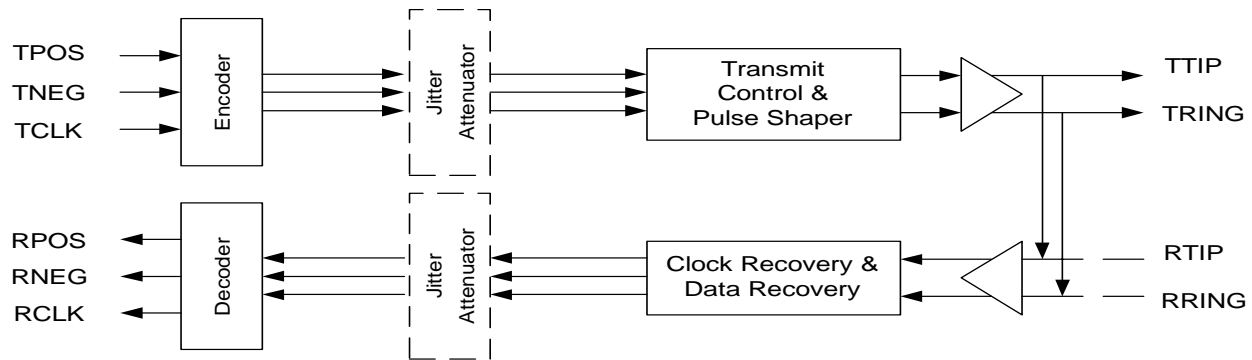 TPOS
TNEG
TCLK
Encoder
Jitter
Attenuator
Transmit
Control &
Pulse Shaper
TTIP
TRING
RPOS
RNEG
RCLK
Decoder
Jitter
Attenuator
Clock Recovery &
Data Recovery
RTIP
RRING